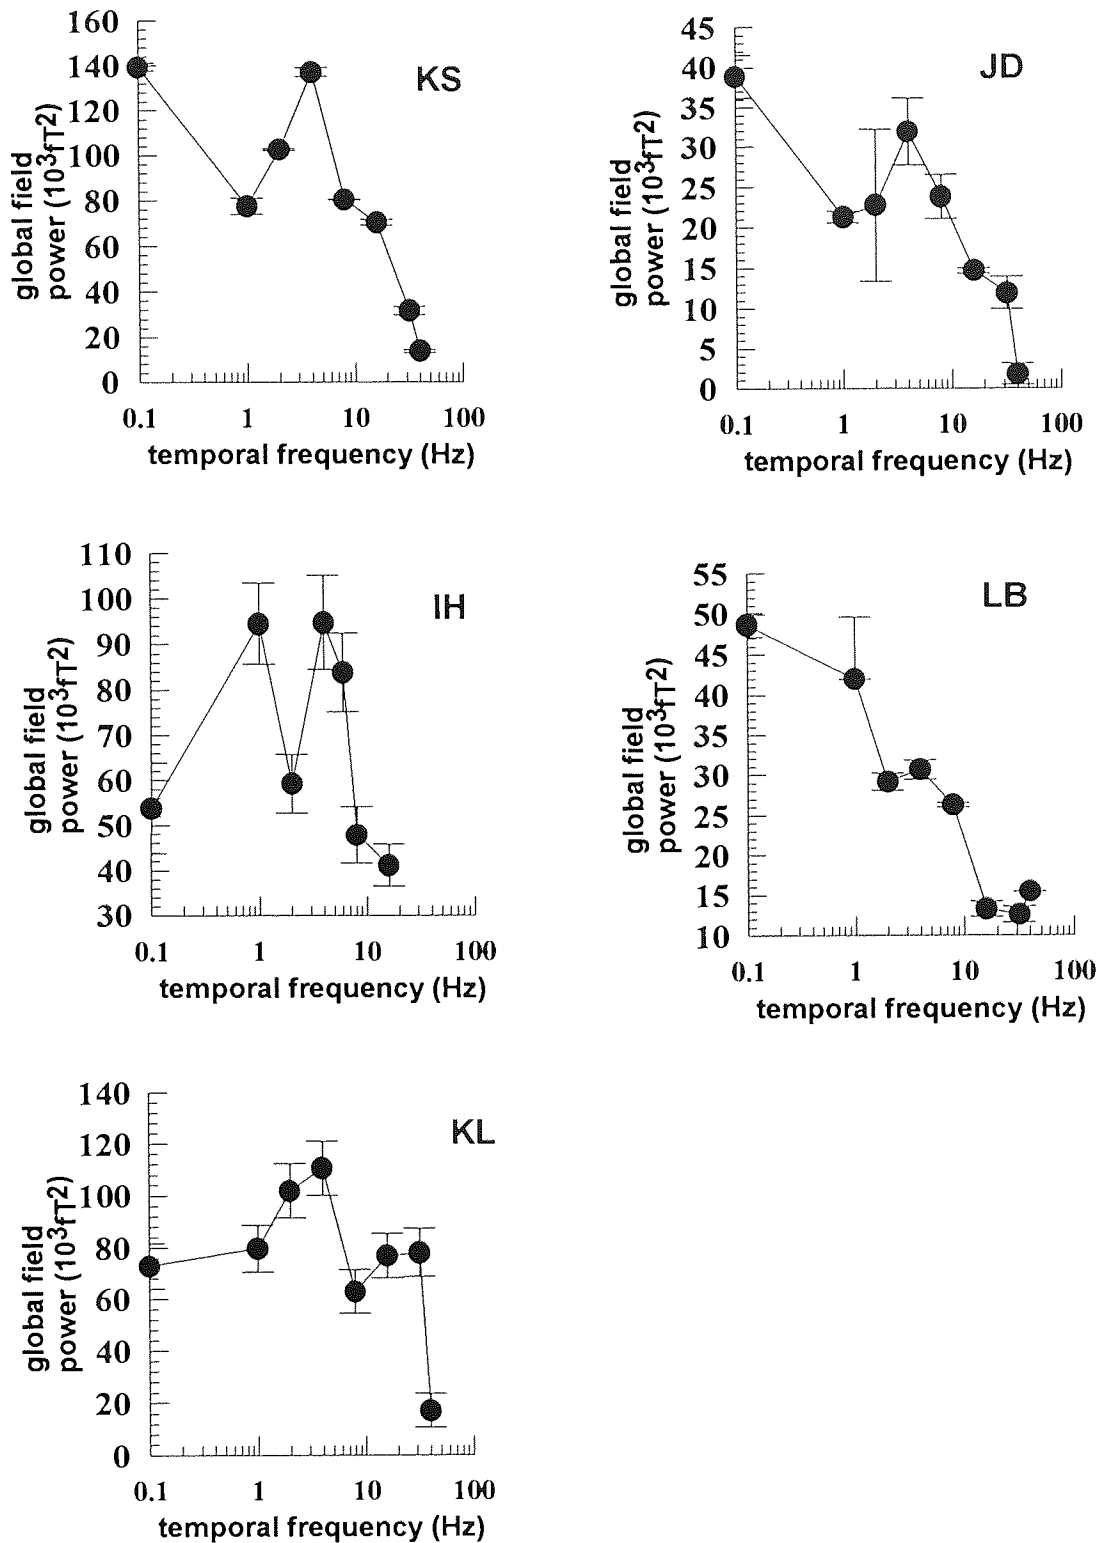 KS
160
140
120
100
80
60
40
20
0
global field
power (10³fT²)
0.1 1 10 100
temporal frequency (Hz)
JD
45
40
35
30
25
20
15
10
5
0
global field
power (10³fT²)
0.1 1 10 100
temporal frequency (Hz)
IH
110
100
90
80
70
60
50
40
30
global field
power (10³fT²)
0.1 1 10 100
temporal frequency (Hz)
LB
55
50
45
40
35
30
25
20
15
10
global field
power (10³fT²)
0.1 1 10 100
temporal frequency (Hz)
KL
140
120
100
80
60
40
20
0
global field
power (10³fT²)
0.1 1 10 100
temporal frequency (Hz)